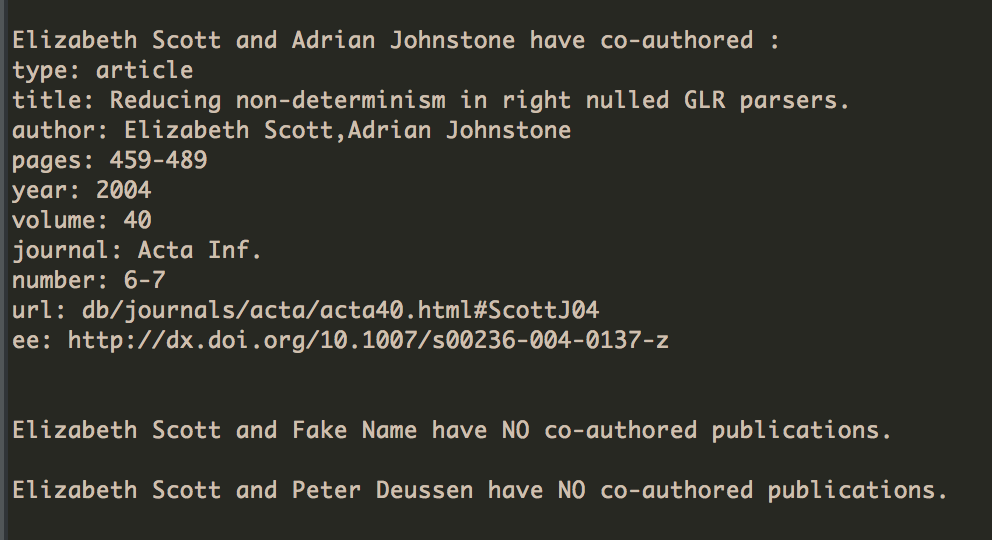 Elizabeth Scott and Adrian Johnstone have co-authored :
type: article
title: Reducing non-determinism in right nulled GLR parsers.
author: Elizabeth Scott,Adrian Johnstone
pages: 459-489
year: 2004
volume: 40
journal: Acta Inf.
number: 6-7
url: db/journals/acta/acta40.html#ScottJ04
ee: http://dx.doi.org/10.1007/s00236-004-0137-z
Elizabeth Scott and Fake Name have NO co-authored publications.
Elizabeth Scott and Peter Deussen have NO co-authored publications.